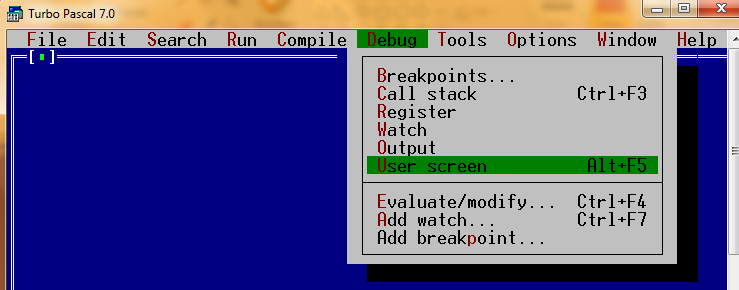 Turbo Pascal 7.0
File Edit Search Run Compile Debug Tools Options Window Help
Breakpoints...
Call stack Ctrl+F3
Register
Watch
Output
User screen Alt+F5
Evaluate/modify... Ctrl+F4
Add watch... Ctrl+F7
Add breakpoint...